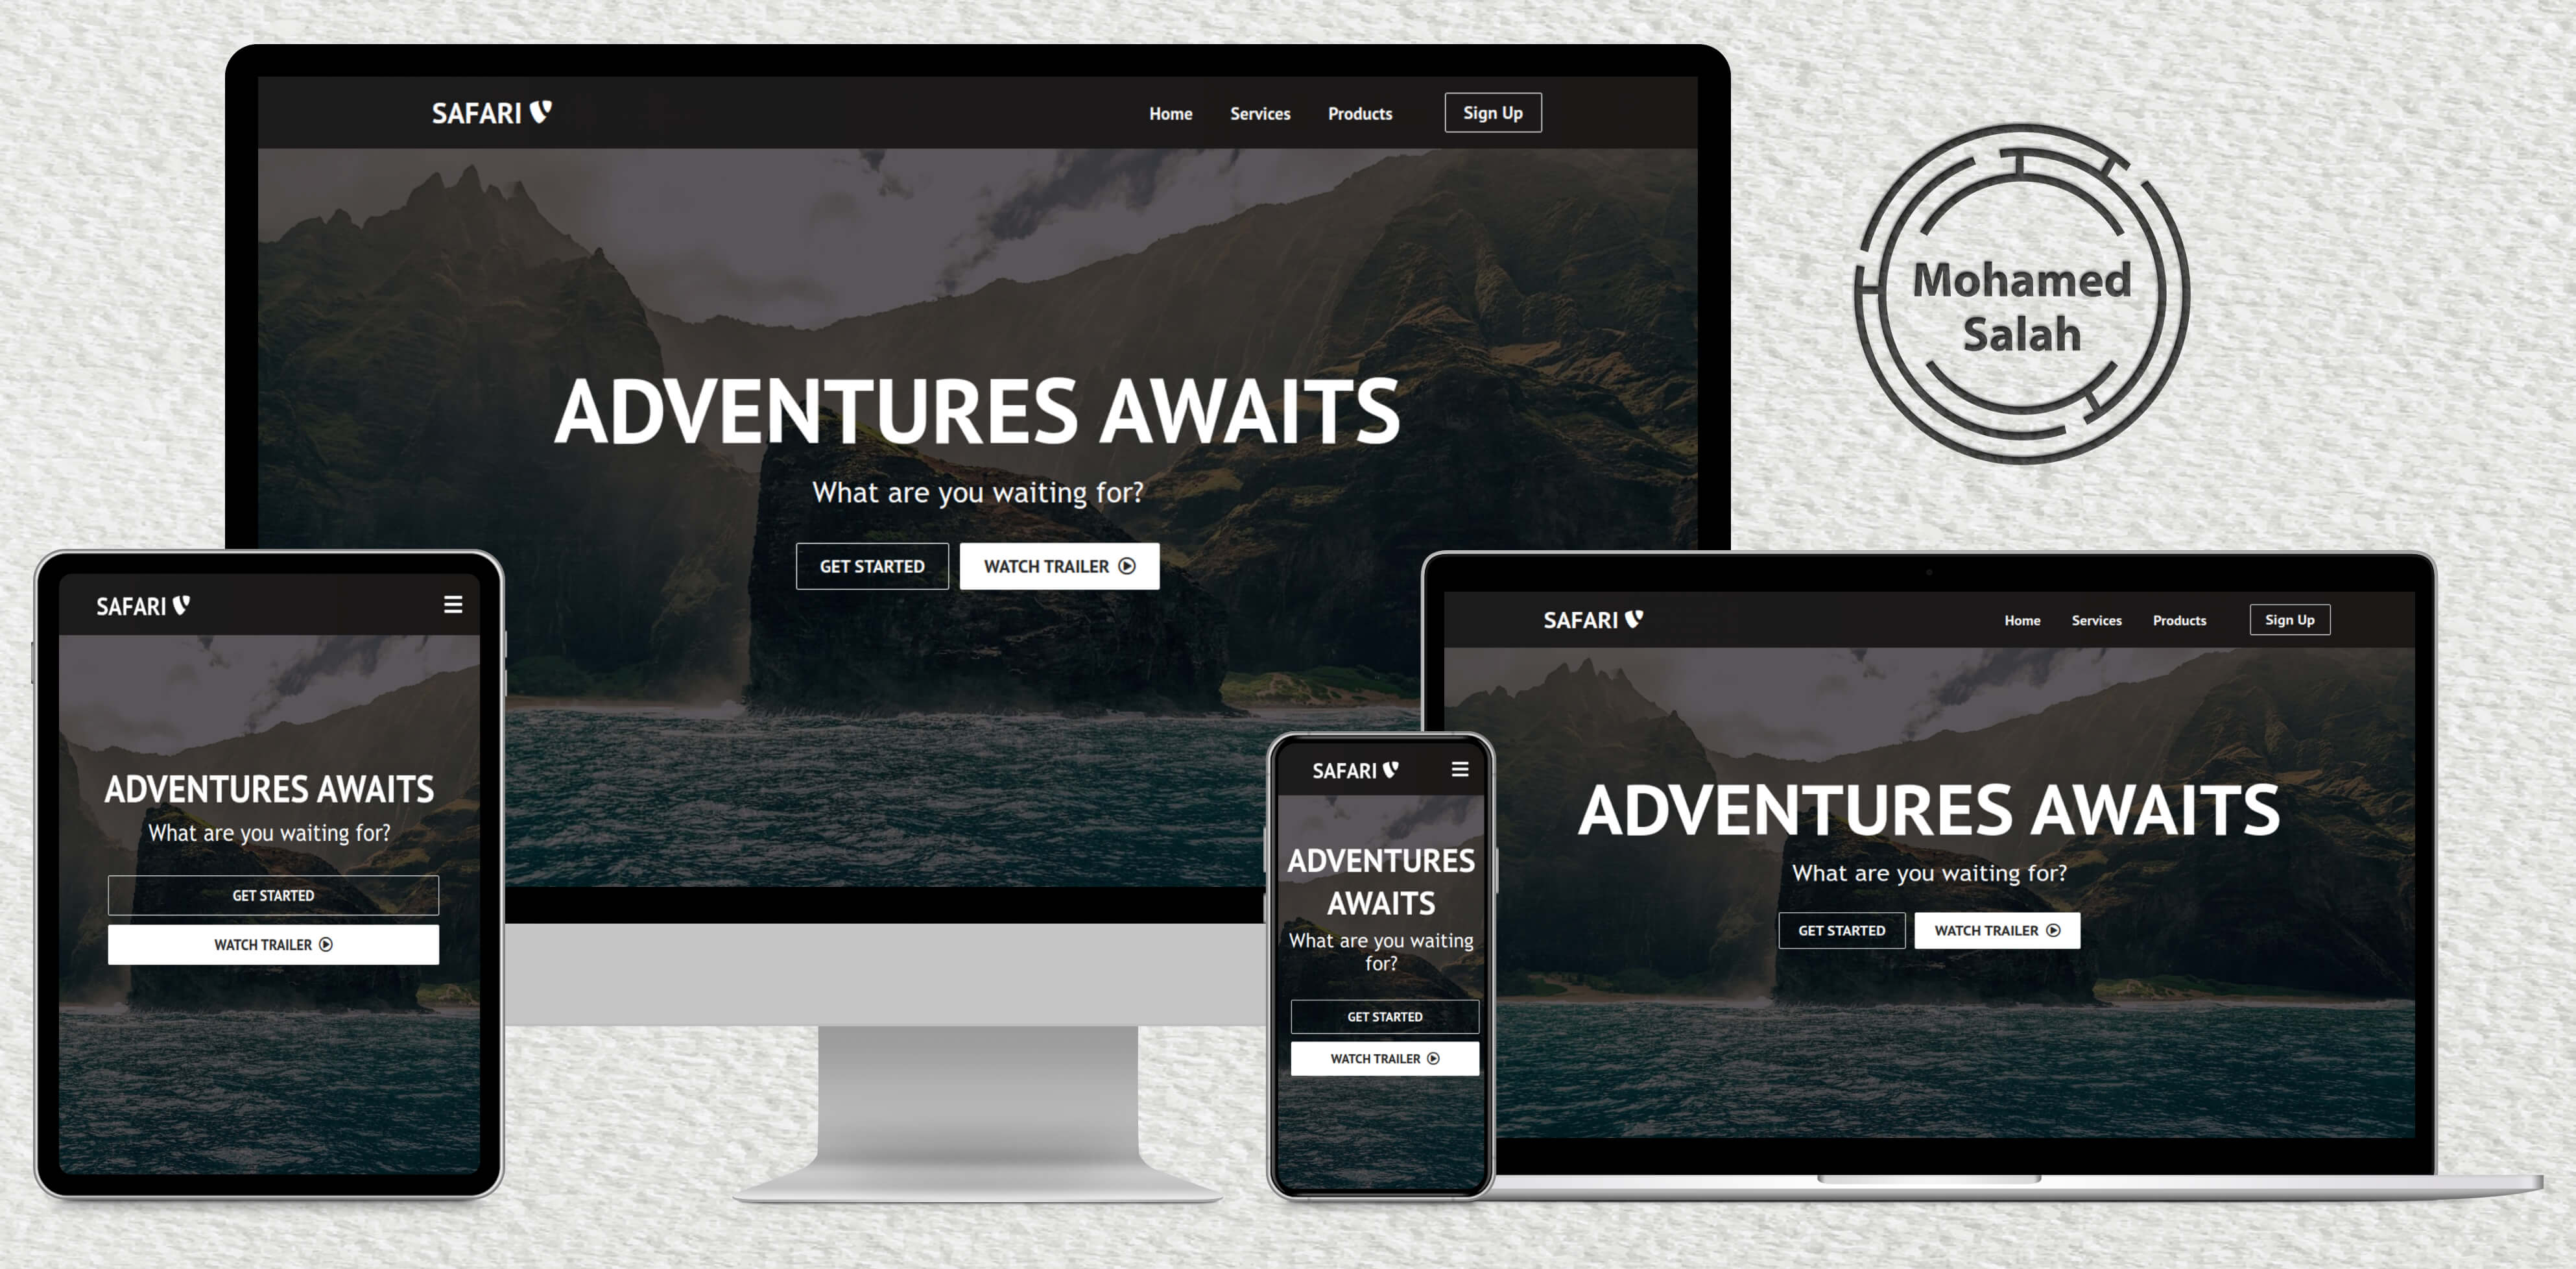 SAFARI
Home Services Products Sign Up
ADVENTURES AWAITS
What are you waiting for?
GET STARTED WATCH TRAILER
Mohamed
Salah
SAFARI
ADVENTURES AWAITS
What are you waiting for?
GET STARTED
WATCH TRAILER
SAFARI
ADVENTURES
AWAITS
What are you waiting
for?
GET STARTED
WATCH TRAILER
SAFARI
Home Services Products Sign Up
ADVENTURES AWAITS
What are you waiting for?
GET STARTED WATCH TRAILER